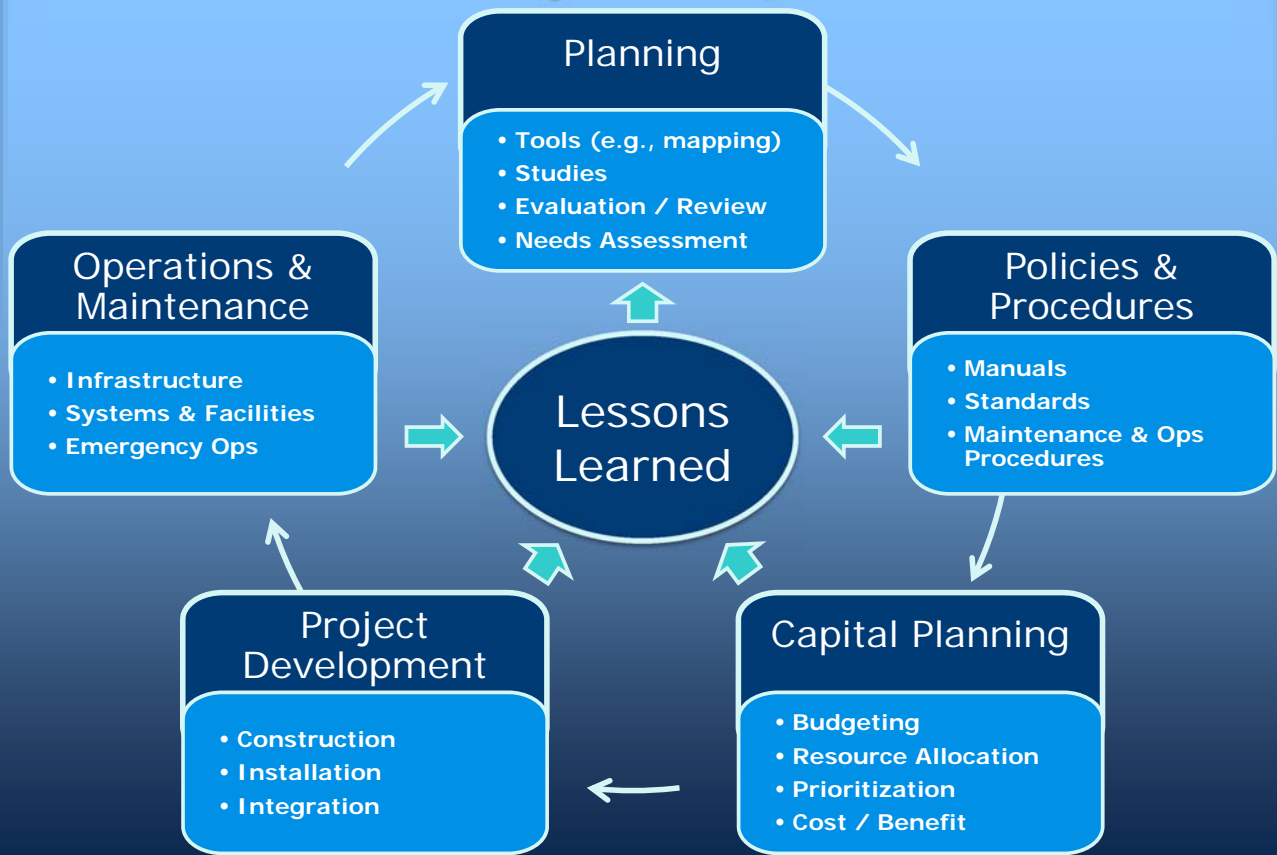 Planning
• Tools (e.g., mapping)
• Studies
• Evaluation / Review
• Needs Assessment
Operations &
Maintenance
• Infrastructure
• Systems & Facilities
• Emergency Ops
Policies &
Procedures
• Manuals
• Standards
• Maintenance & Ops
Procedures
Lessons
Learned
Project
Development
• Construction
• Installation
• Integration
Capital Planning
• Budgeting
• Resource Allocation
• Prioritization
• Cost / Benefit